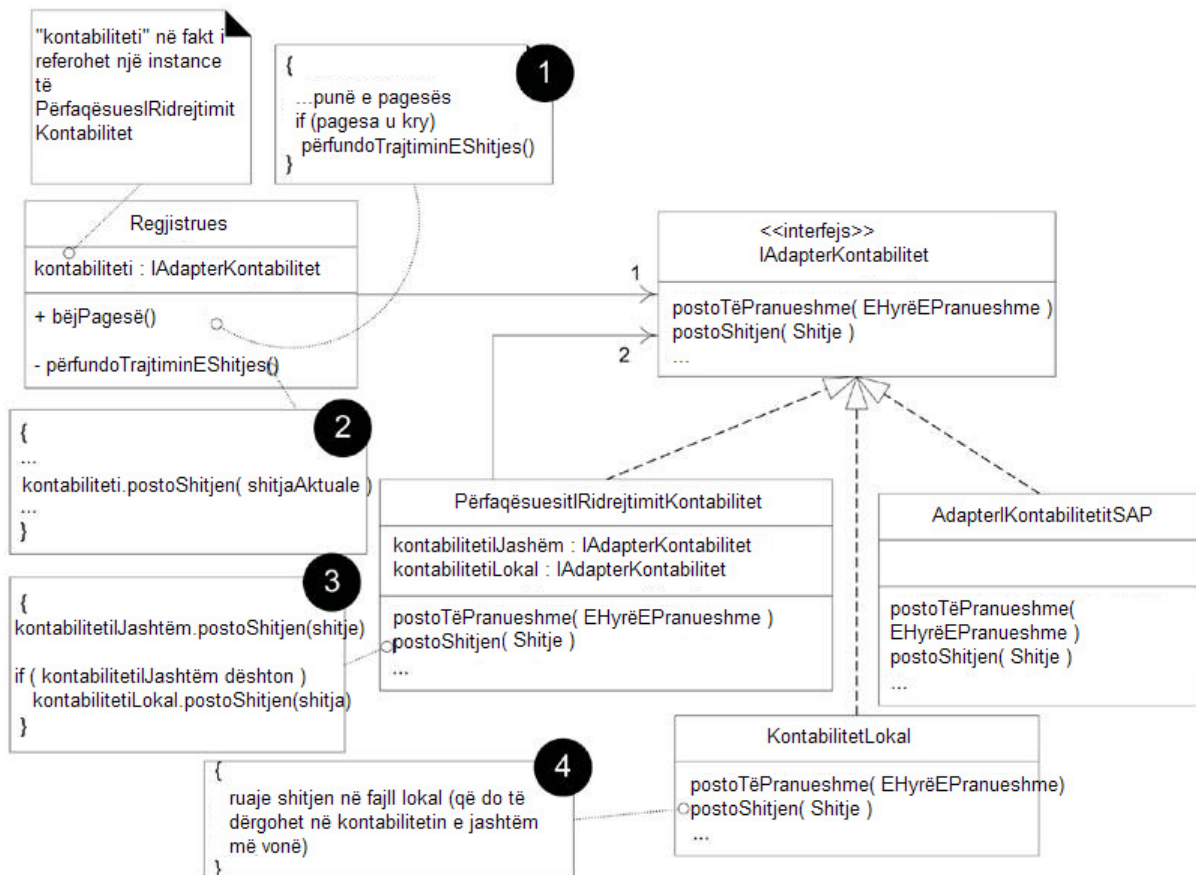 "kontabiliteti" në fakt i
referohet një instance
të
PërfaqësuesIRidrejtimit
Kontabilitet
1
{
...punë e pagesës
if (pagesa u kry)
përfundoTrajtiminEShitjes()
}
Regjistrues
kontabiliteti : IAdapterKontabilitet
+ bëjPagesë()
- përfundoTrajtiminEShitjes()
1
2
<<interfejs>>
IAdapterKontabilitet
postoTëPranueshme( EHyrëEPranueshme )
postoShitjen( Shitje )
...
2
{
...
kontabiliteti.postoShitjen( shitjaAktuale )
...
}
PërfaqësuesitIRidrejtimitKontabilitet
kontabilitetiIJashëm : IAdapterKontabilitet
kontabilitetiLokal : IAdapterKontabilitet
postoTëPranueshme( EHyrëEPranueshme )
postoShitjen( Shitje )
...
AdapterIKontabilitetitSAP
postoTëPranueshme(
EHyrëEPranueshme )
postoShitjen( Shitje )
...
3
{
kontabilitetiIJashtëm.postoShitjen(shitje)
if ( kontabilitetiIJashtëm dështon )
kontabilitetiLokal.postoShitjen(shitja)
}
KontabilitetLokal
postoTëPranueshme( EHyrëEPranueshme)
postoShitjen( Shitje )
...
4
{
ruaje shitjen në fajll lokal (që do të
dërgohet në kontabilitetin e jashtëm
më vonë)
}